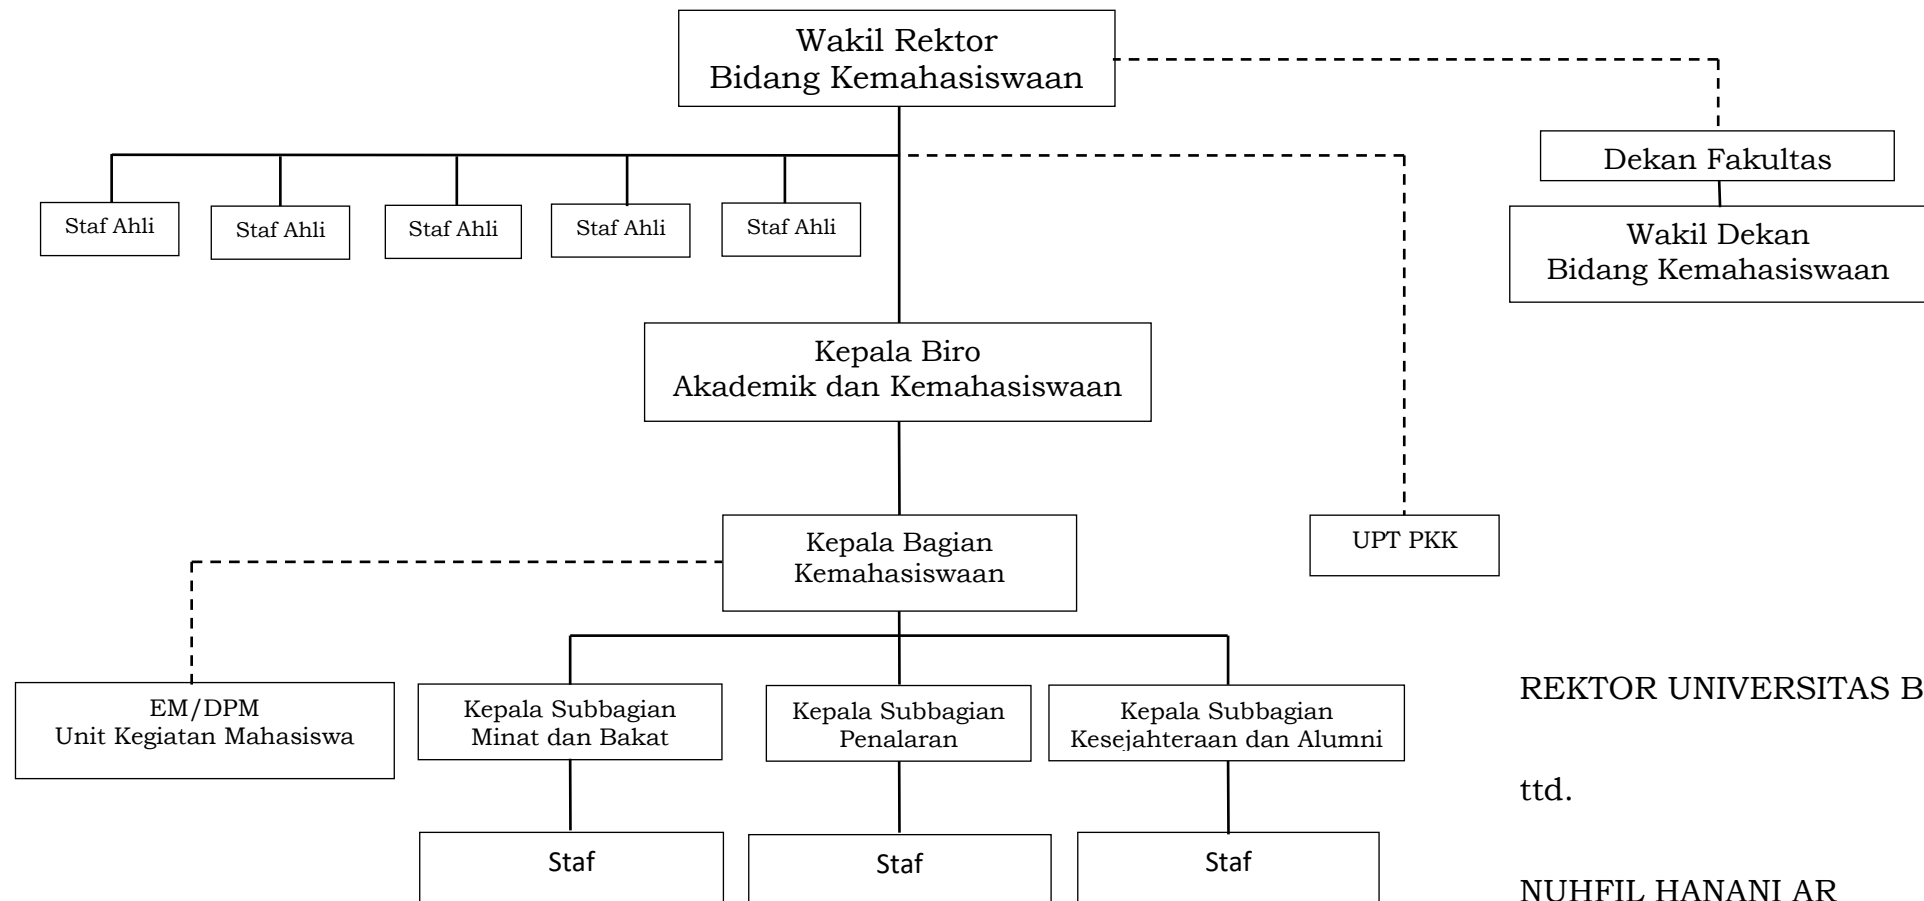 Wakil Rektor
Bidang Kemahasiswaan
Dekan Fakultas
Wakil Dekan
Bidang Kemahasiswaan
Staf Ahli
Staf Ahli
Staf Ahli
Staf Ahli
Staf Ahli
Kepala Biro
Akademik dan Kemahasiswaan
Kepala Bagian
Kemahasiswaan
UPT PKK
EM/DPM
Unit Kegiatan Mahasiswa
Kepala Subbagian
Minat dan Bakat
Kepala Subbagian
Penalaran
Kepala Subbagian
Kesejahteraan dan Alumni
Staf
Staf
Staf
REKTOR UNIVERSITAS B
ttd.
NUHFIL HANANI AR